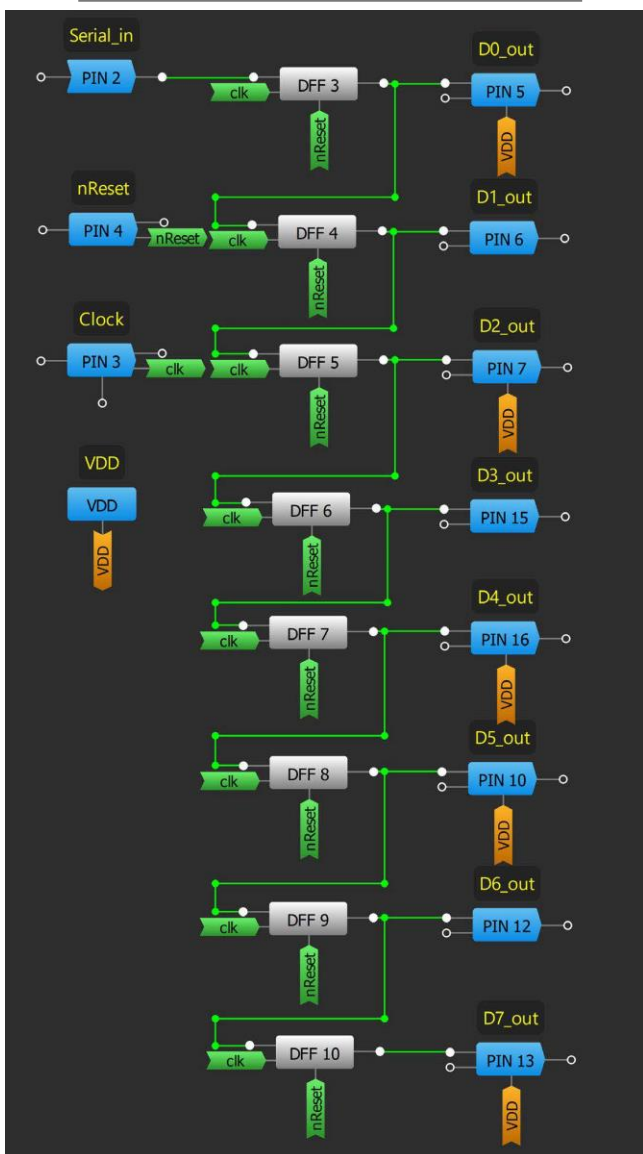 Serial_in
D0_out
PIN 2
DFF 3
PIN 5
clk
nReset
VDD
nReset
D1_out
PIN 4
DFF 4
PIN 6
nReset
clk
nReset
Clock
D2_out
PIN 3
DFF 5
PIN 7
clk
clk
nReset
VDD
VDD
D3_out
VDD
DFF 6
PIN 15
clk
VDD
nReset
D4_out
DFF 7
PIN 16
clk
nReset
VDD
D5_out
DFF 8
PIN 10
clk
nReset
VDD
D6_out
DFF 9
PIN 12
clk
nReset
D7_out
DFF 10
PIN 13
clk
nReset
VDD